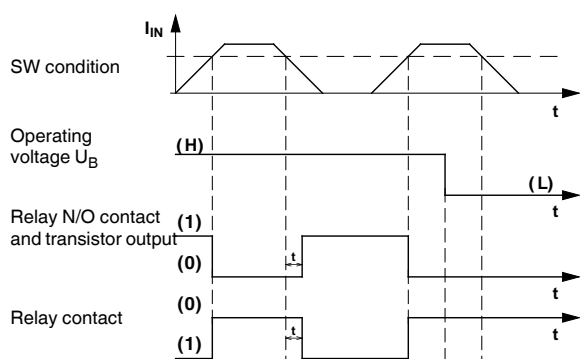 I_IN
SW condition
t
Operating
voltage U_B
(H)
(L)
t
Relay N/O contact
and transistor output
(1)
(0)
t
t
Relay contact
(0)
(1)
t
t